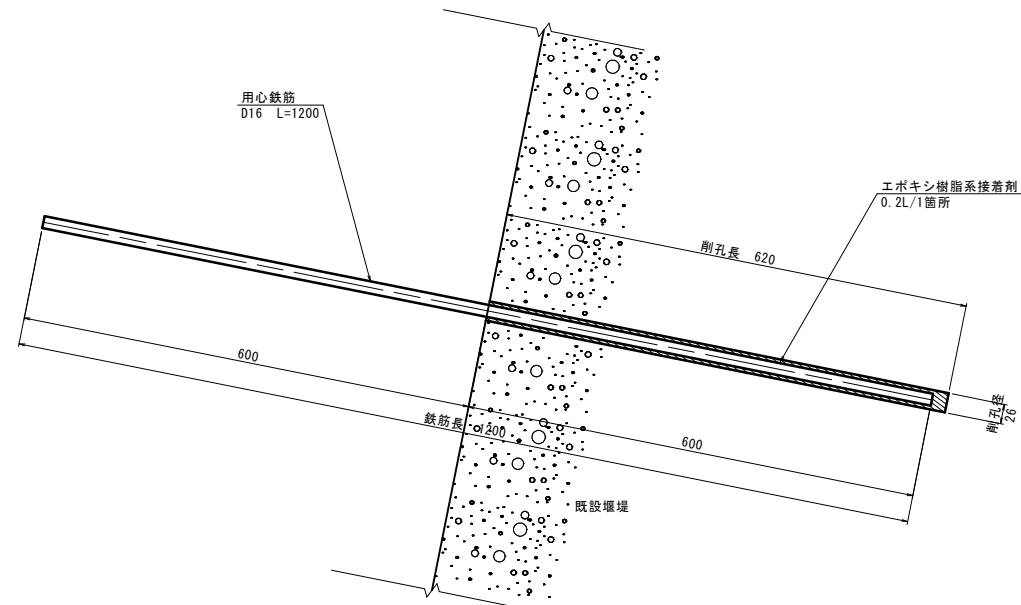 用心鉄筋
D16 L=1200
エポキシ樹脂系接着剤
0.2L/1箇所
削孔長 620
600
鉄筋長 1200
600
削孔径
26
既設堰堤